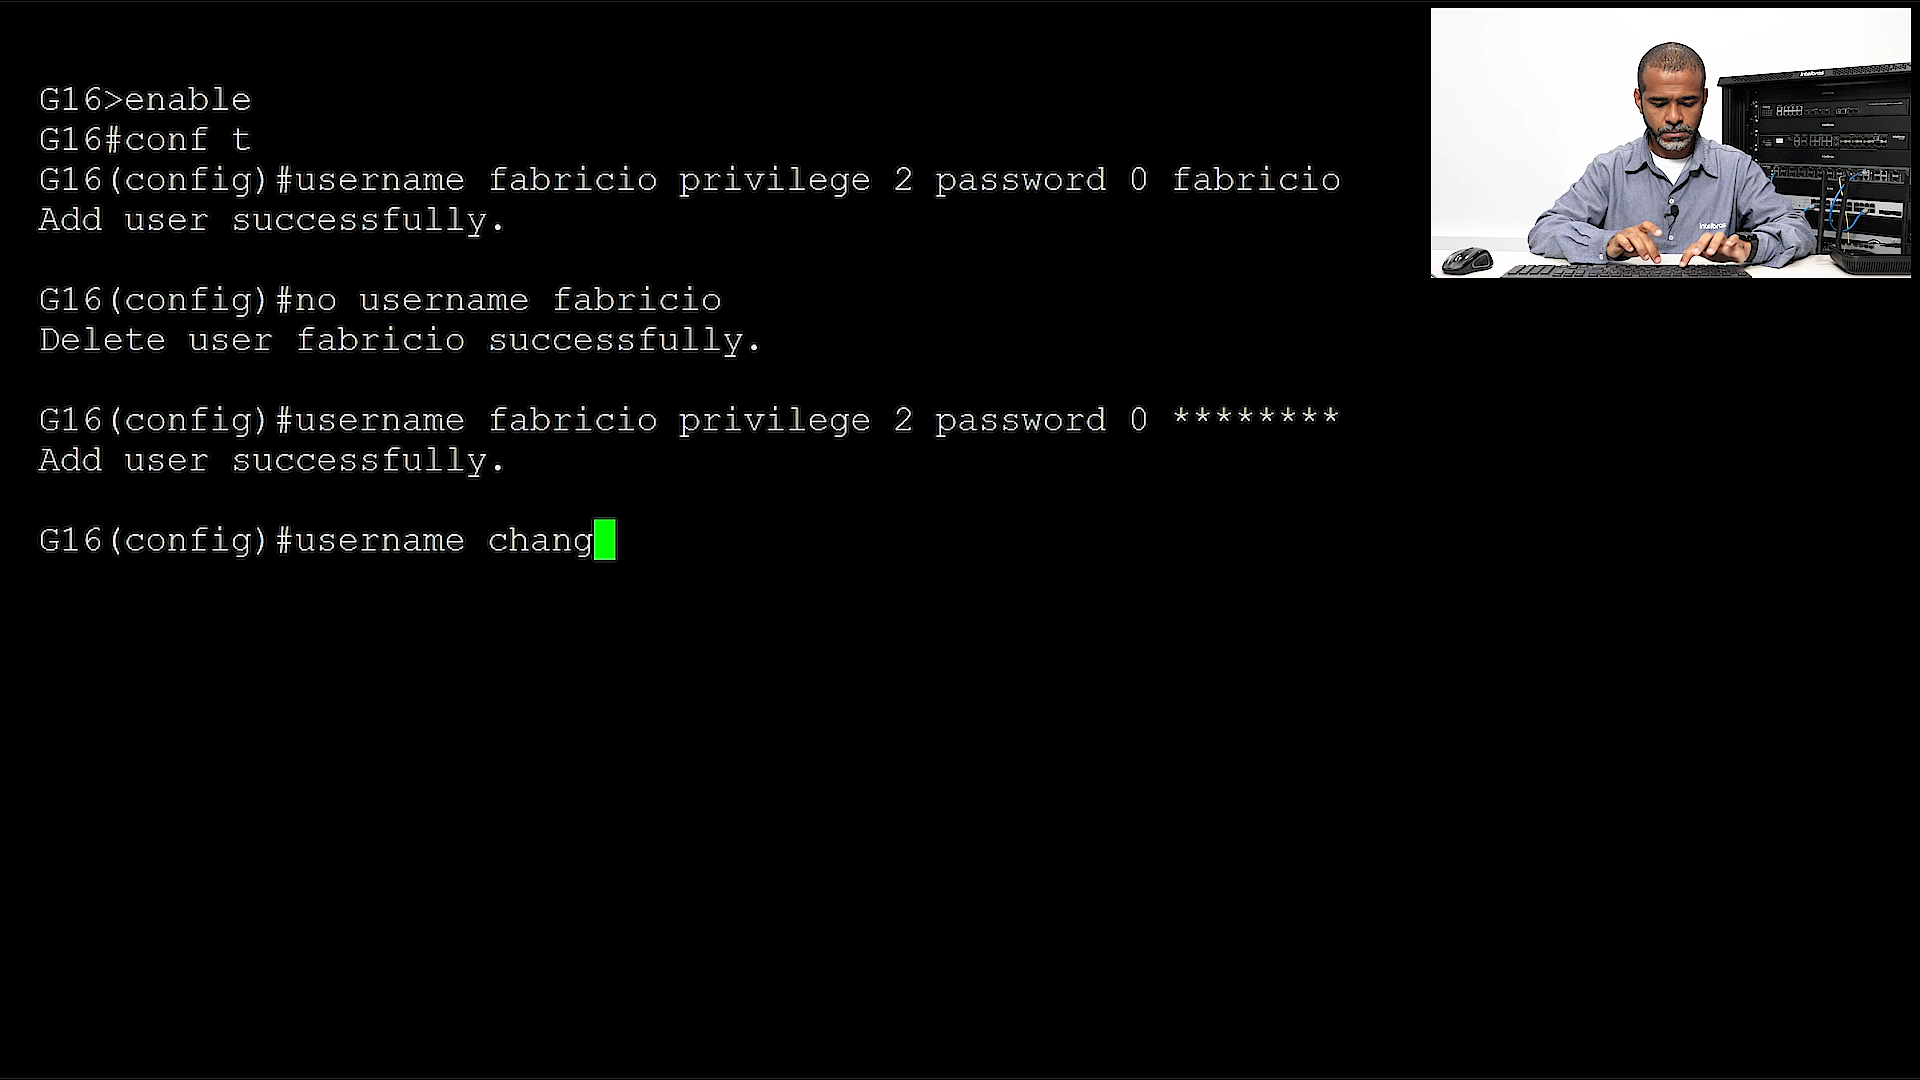 G16>enable
G16#conf t
G16(config)#username fabricio privilege 2 password 0 fabricio
Add user successfully.
G16(config)#no username fabricio
Delete user fabricio successfully.
G16(config)#username fabricio privilege 2 password 0 ********
Add user successfully.
G16(config)#username chang
intelbras
intelbras